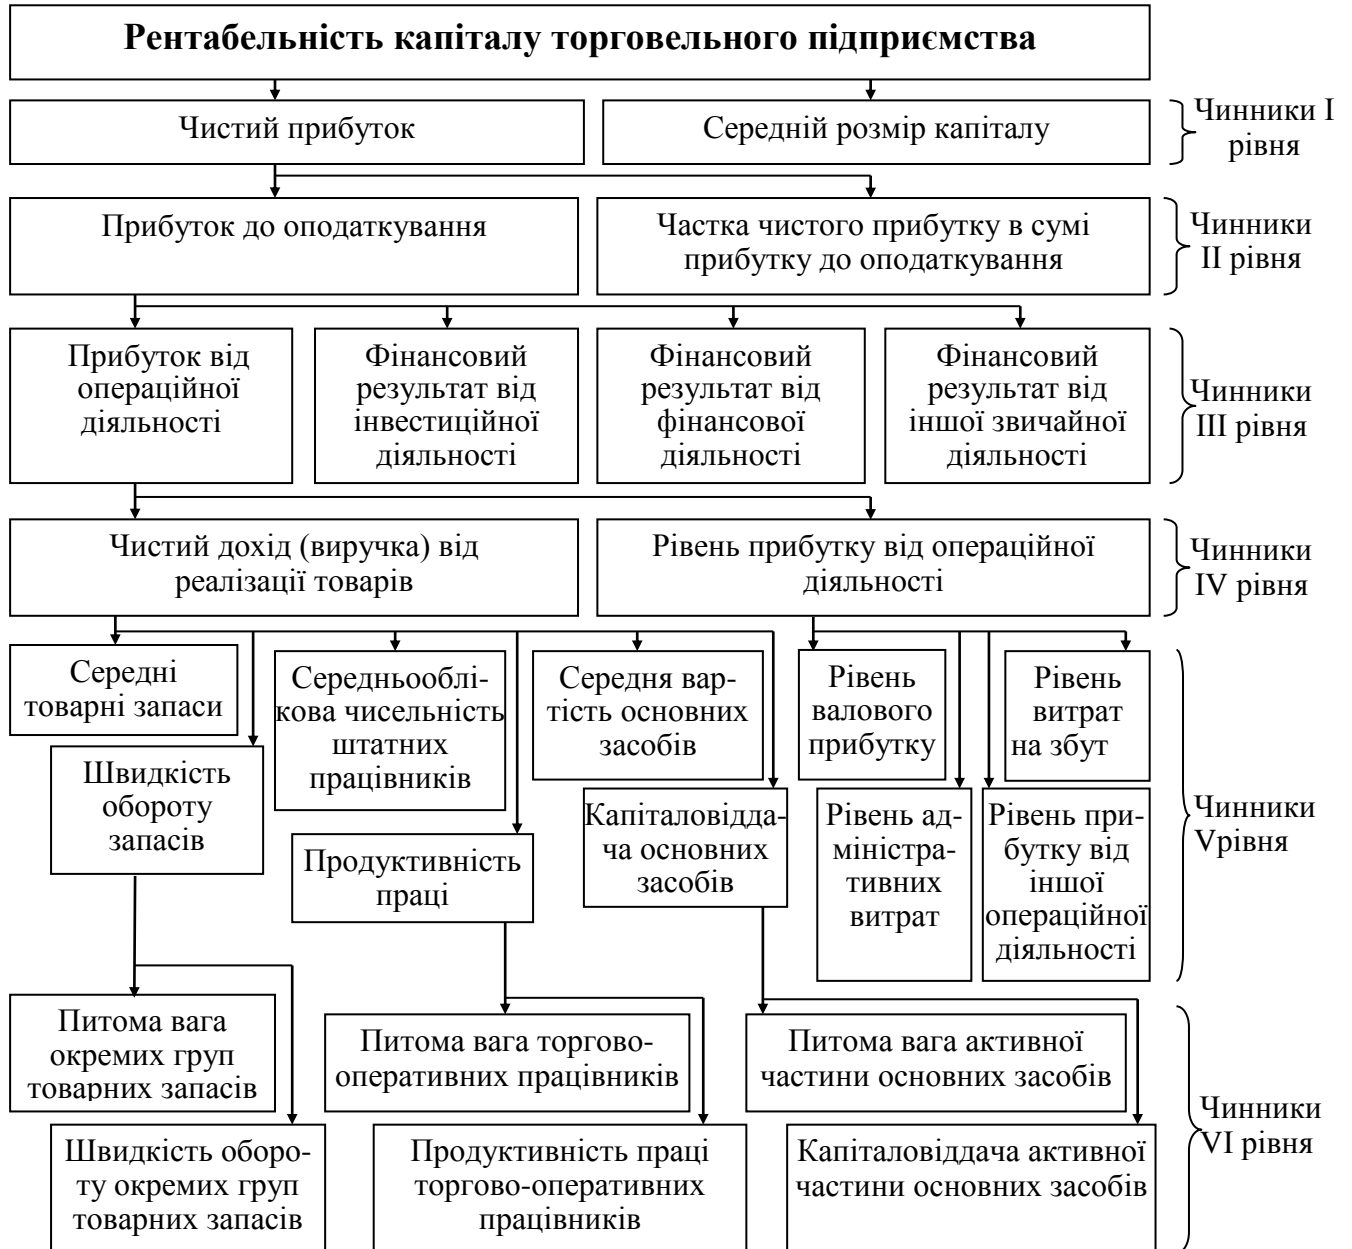 Рентабельність капіталу торговельного підприємства
Чистий прибуток
Середній розмір капіталу
Чинники I
рівня
Прибуток до оподаткування
Частка чистого прибутку в сумі
прибутку до оподаткування
Чинники
II рівня
Прибуток від
операційної
діяльності
Фінансовий
результат від
інвестиційної
діяльності
Фінансовий
результат від
фінансової
діяльності
Фінансовий
результат від
іншої звичайної
діяльності
Чинники
III рівня
Чистий дохід (виручка) від
реалізації товарів
Рівень прибутку від операційної
діяльності
Чинники
IV рівня
Середні
товарні запаси
Швидкість
обороту
запасів
Середньооблі-
кова чисельність
штатних
працівників
Продуктивність
праці
Середня вар-
тість основних
засобів
Капіталовідда-
ча основних
засобів
Рівень
валового
прибутку
Рівень ад-
міністра-
тивних
витрат
Рівень
витрат
на збут
Рівень при-
бутку від
іншої
операційної
діяльності
Чинники
Vрівня
Питома вага
окремих груп
товарних запасів
Швидкість оборо-
ту окремих груп
товарних запасів
Питома вага торгово-
оперативних працівників
Продуктивність праці
торгово-оперативних
працівників
Питома вага активної
частини основних засобів
Капіталовіддача активної
частини основних засобів
Чинники
VI рівня